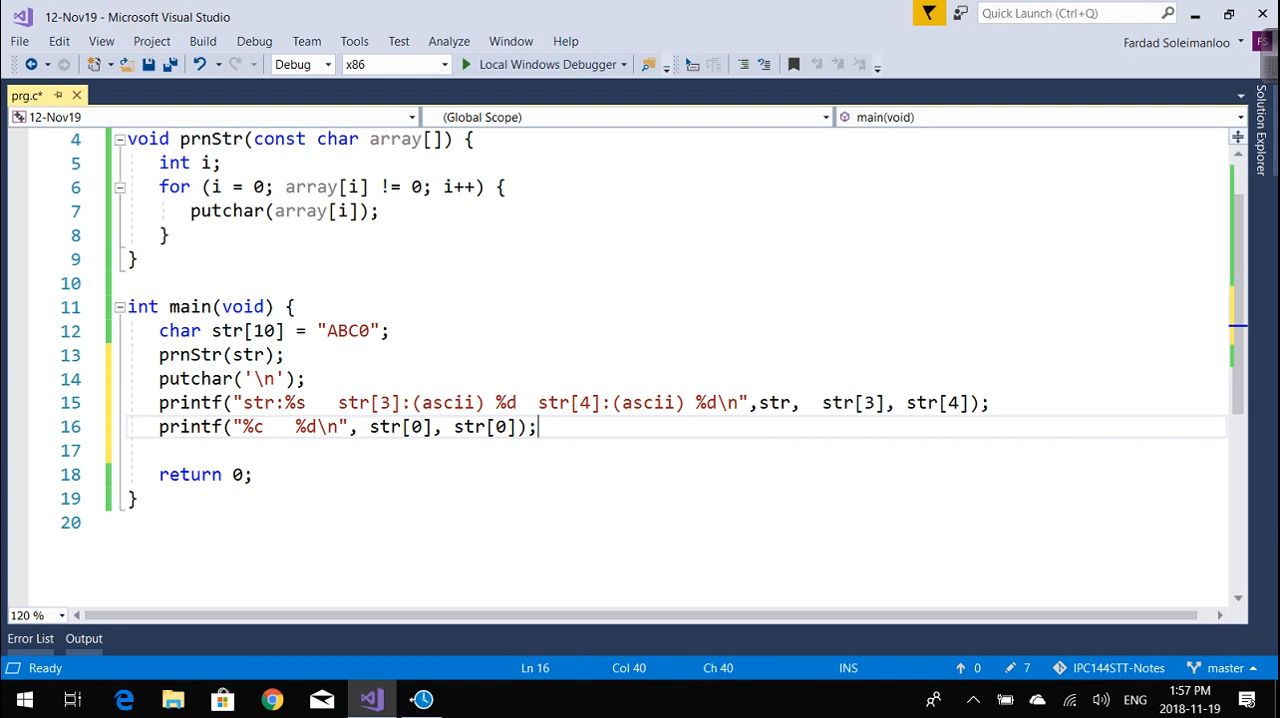 12-Nov19 - Microsoft Visual Studio
Quick Launch (Ctrl+Q)
File Edit View Project Build Debug Team Tools Test Analyze Window Help
Fardad Soleimanloo FS
Debug x86 Local Windows Debugger
prg.c*
12-Nov19 (Global Scope) main(void)
Solution Explorer
4 void prnStr(const char array[]) {
5 int i;
6 for (i = 0; array[i] != 0; i++) {
7 putchar(array[i]);
8 }
9 }
10
11 int main(void) {
12 char str[10] = "ABC0";
13 prnStr(str);
14 putchar('\n');
15 printf("str:%s   str[3]:(ascii) %d  str[4]:(ascii) %d\n",str,  str[3], str[4]);
16 printf("%c   %d\n", str[0], str[0]);
17
18 return 0;
19 }
20
120 %
Error List Output
Ready Ln 16 Col 40 Ch 40 INS 0 7 IPC144STT-Notes master
ENG 1:57 PM
2018-11-19